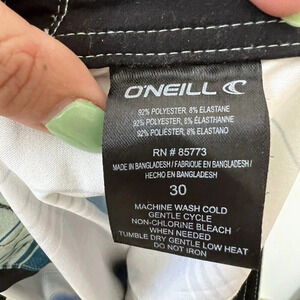 O'NEILL
92% POLYESTER, 8% ELASTANE
92% POLYESTER, 8% ÉLASTHANNE
92% POLIÉSTER, 8% ELASTANO
RN # 85773
MADE IN BANGLADESH / FABRIQUE EN BANGLADESH /
HECHO EN BANGLADESH
30
MACHINE WASH COLD
GENTLE CYCLE
NON-CHLORINE BLEACH
WHEN NEEDED
TUMBLE DRY GENTLE LOW HEAT
DO NOT IRON